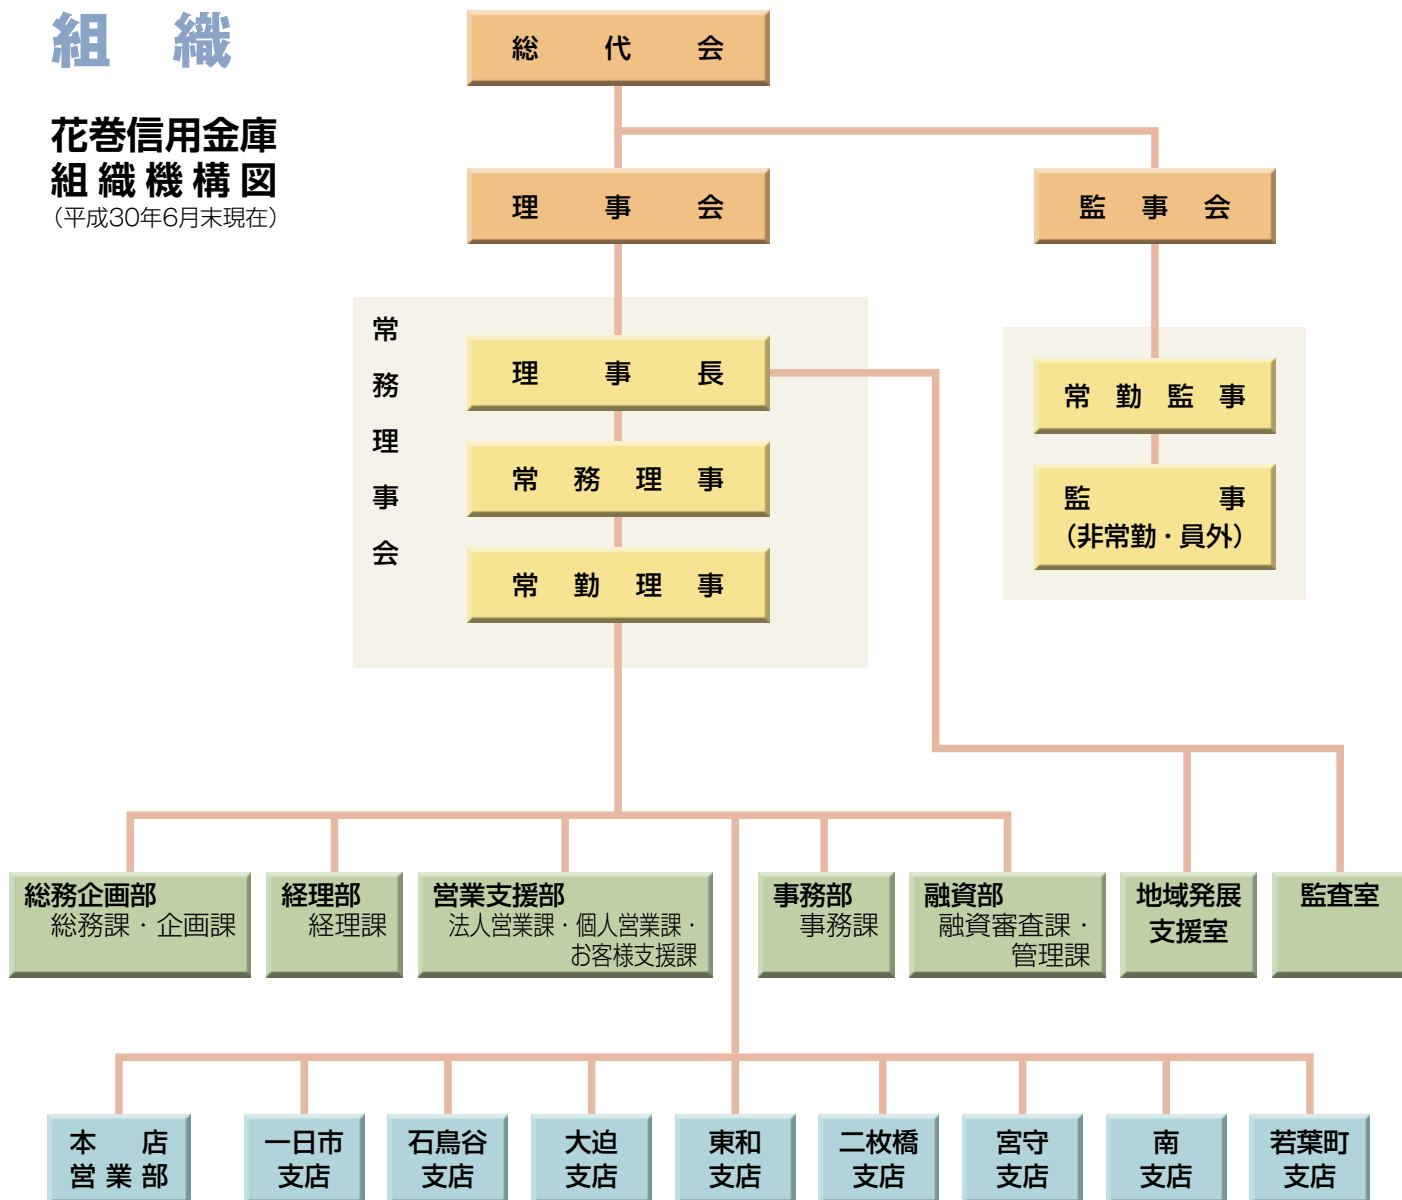 組織
花巻信用金庫
組織機構図
（平成30年6月末現在）
総代会
理事会
監事会
常務理事会
理事長
常務理事
常勤理事
常勤監事
監事
（非常勤・員外）
総務企画部
総務課・企画課
経理部
経理課
営業支援部
法人営業課・個人営業課・
お客様支援課
事務部
事務課
融資部
融資審査課・
管理課
地域発展
支援室
監査室
本店
営業部
一日市
支店
石鳥谷
支店
大迫
支店
東和
支店
二枚橋
支店
宮守
支店
南
支店
若葉町
支店